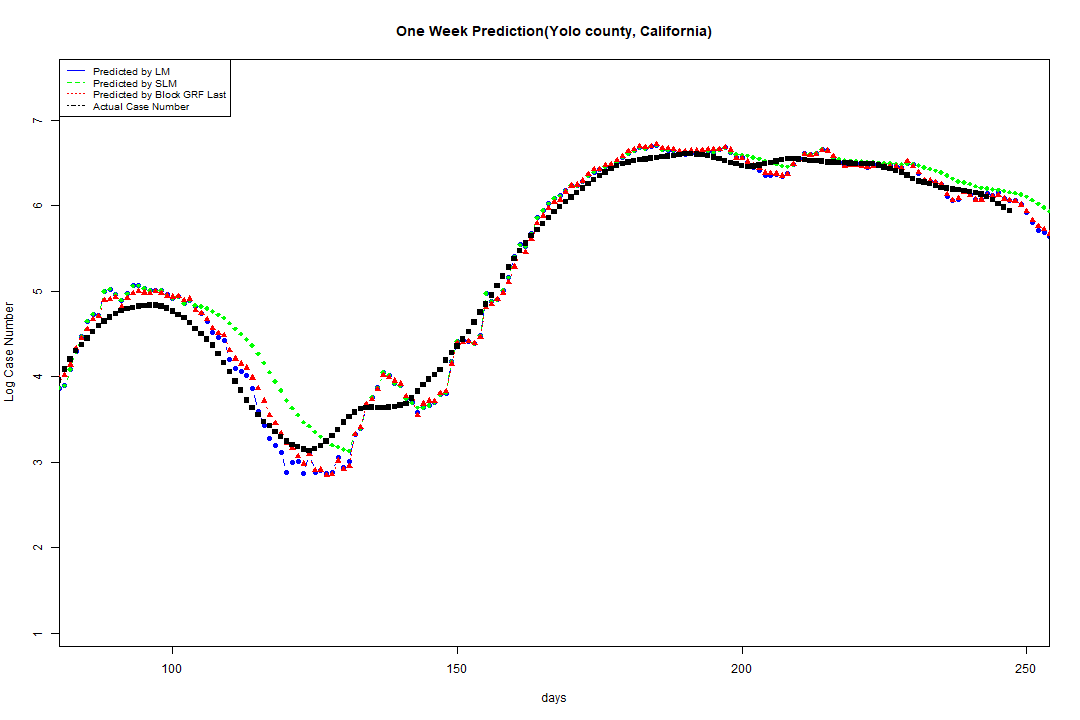 One Week Prediction(Yolo county, California)
Predicted by LM
Predicted by SLM
Predicted by Block GRF Last
Actual Case Number
7
6
5
4
3
2
1
Log Case Number
100 150 200 250
days